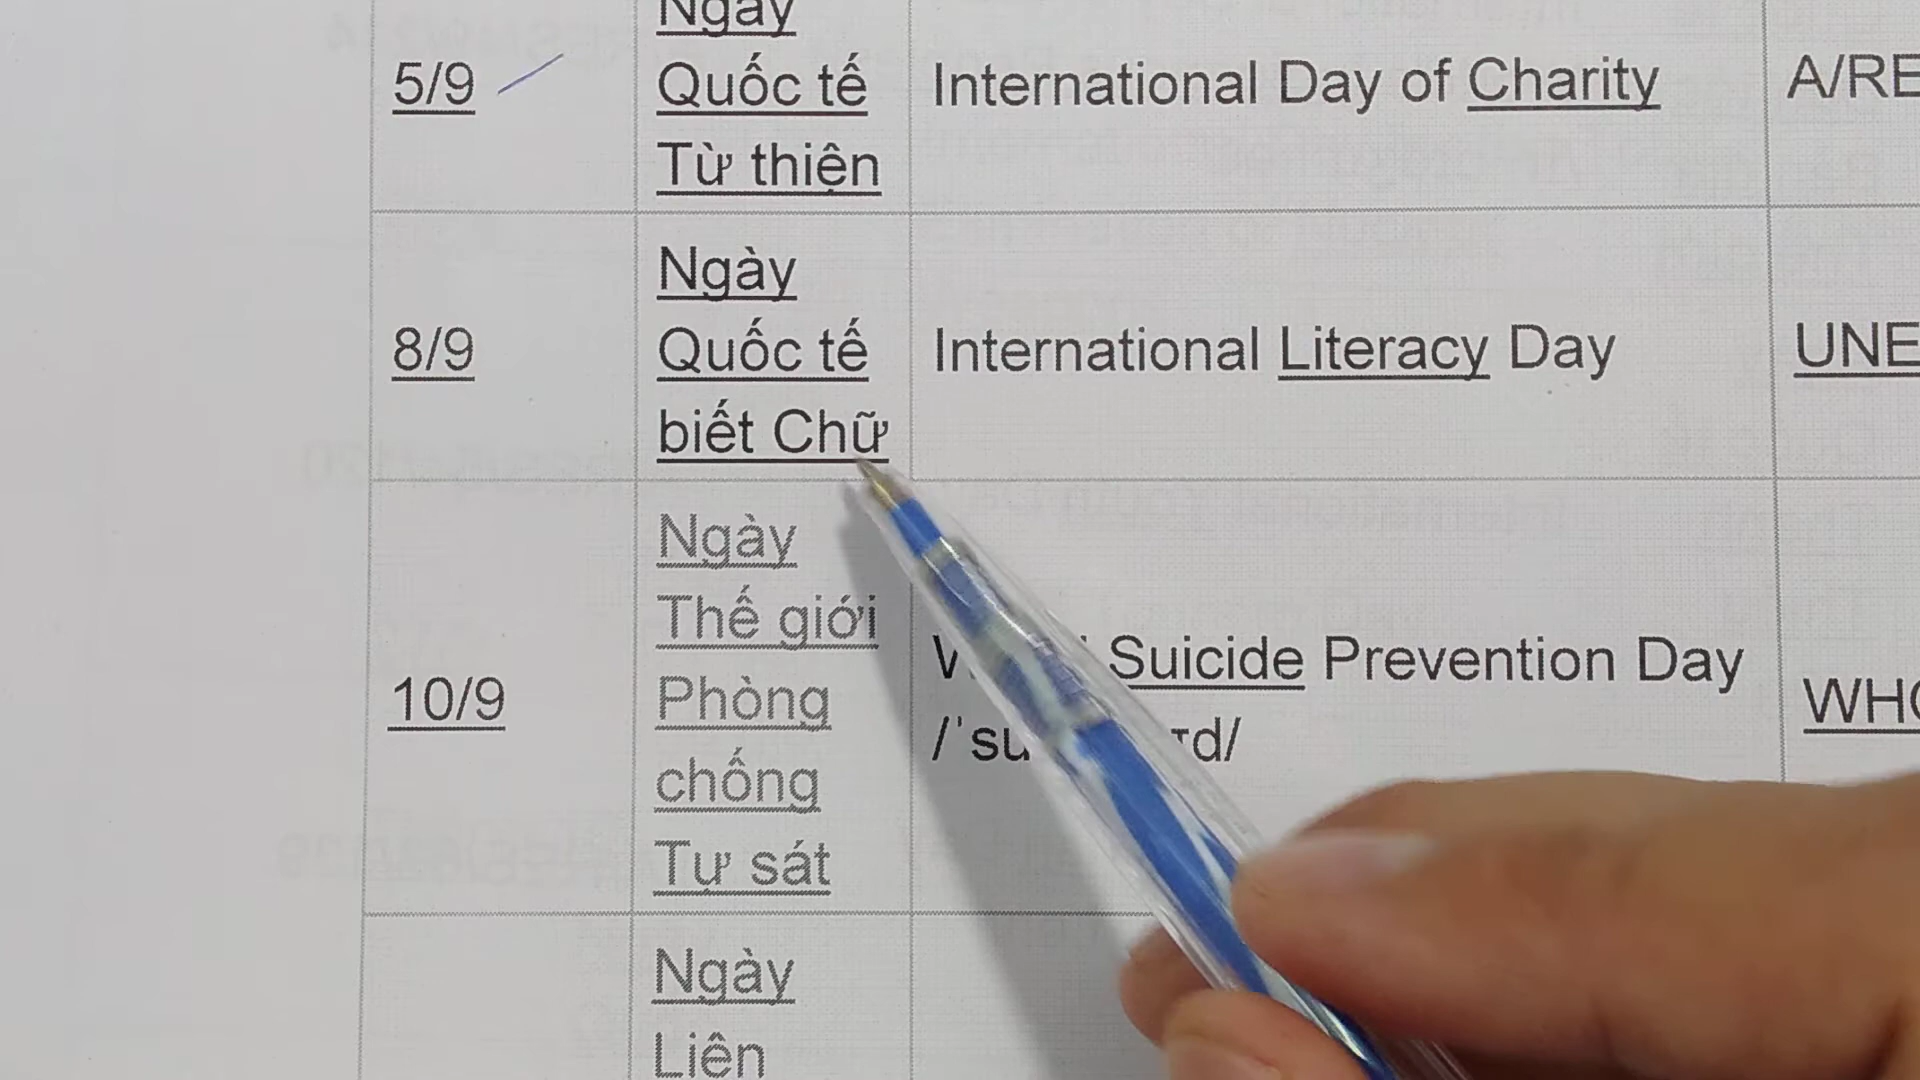 Ngày
5/9 Quốc tế International Day of Charity A/RE
Từ thiện
Ngày
8/9 Quốc tế International Literacy Day UNE
biết Chữ
Ngày
Thế giới
Suicide Prevention Day
10/9 Phòng WHO
/ˈsu ɪd/
chống
Tự sát
Ngày
Liên